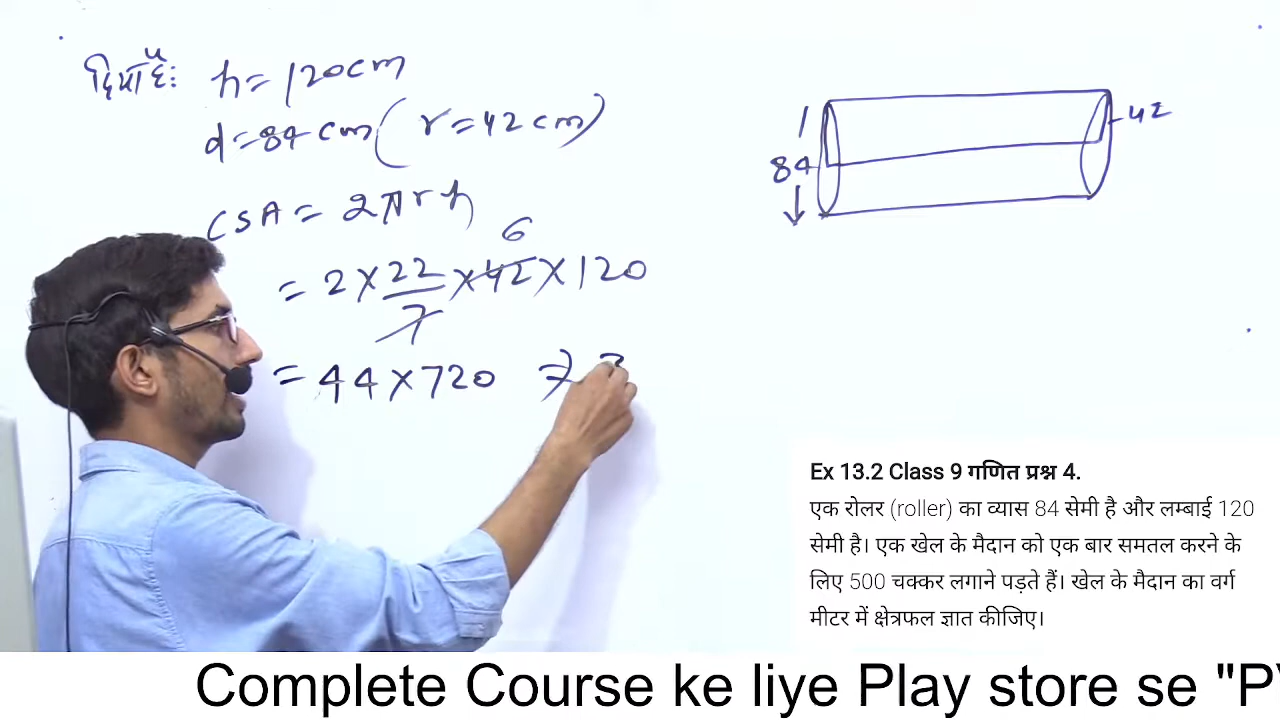 दिया है: h = 120 cm
d = 84 cm (r = 42 cm)
CSA = 2πrh
= 2 × 22/7 × 42 × 120
6
= 44 × 720
84
42
Ex 13.2 Class 9 गणित प्रश्न 4.
एक रोलर (roller) का व्यास 84 सेमी है और लम्बाई 120
सेमी है। एक खेल के मैदान को एक बार समतल करने के
लिए 500 चक्कर लगाने पड़ते हैं। खेल के मैदान का वर्ग
मीटर में क्षेत्रफल ज्ञात कीजिए।
Complete Course ke liye Play store se "P